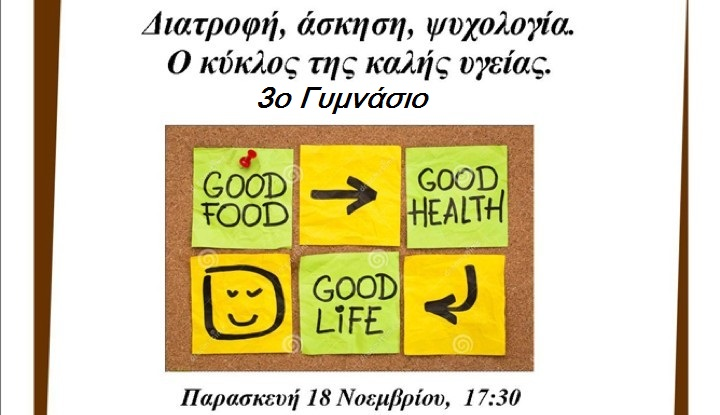 Διατροφή, άσκηση, ψυχολογία.
Ο κύκλος της καλής υγείας.
3ο Γυμνάσιο
GOOD FOOD
GOOD HEALTH
GOOD LiFE
Παρασκευή 18 Νοεμβρίου, 17:30